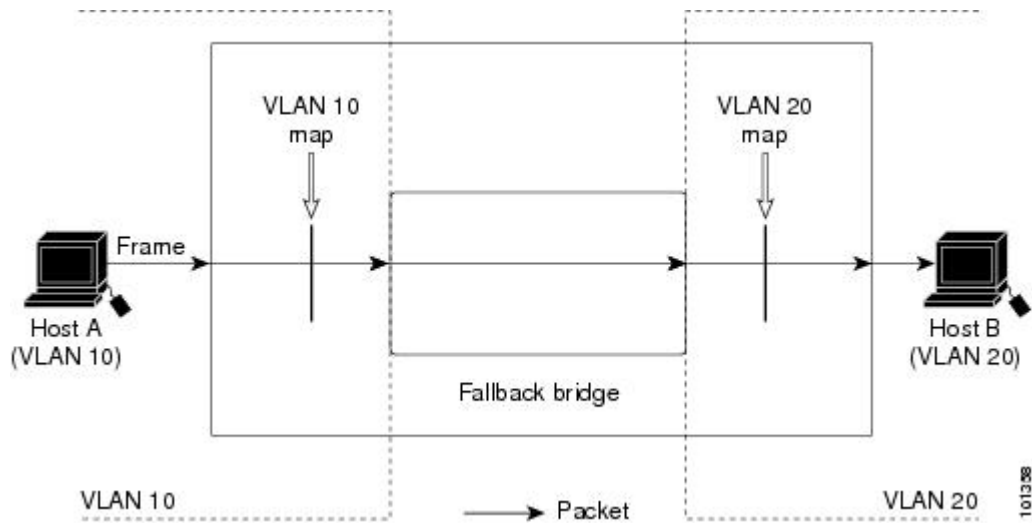 VLAN 10
map
VLAN 20
map
Frame
Host A
(VLAN 10)
Host B
(VLAN 20)
Fallback bridge
VLAN 10
Packet
VLAN 20
101358